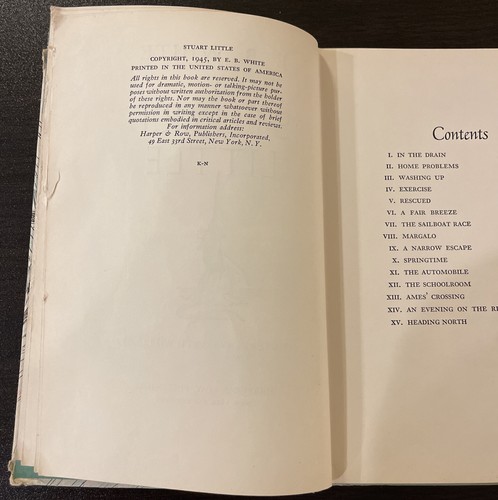 STUART LITTLE
COPYRIGHT, 1945, BY E. B. WHITE
PRINTED IN THE UNITED STATES OF AMERICA
All rights in this book are reserved. It may not be
used for dramatic, motion- or talking-picture pur-
poses without written authorization from the holder
of these rights. Nor may the book or part thereof
be reproduced in any manner whatsoever without
permission in writing except in the case of brief
quotations embodied in critical articles and reviews.
For information address:
Harper & Row, Publishers, Incorporated,
49 East 33rd Street, New York, N. Y.
K-N
Contents
I. IN THE DRAIN
II. HOME PROBLEMS
III. WASHING UP
IV. EXERCISE
V. RESCUED
VI. A FAIR BREEZE
VII. THE SAILBOAT RACE
VIII. MARGALO
IX. A NARROW ESCAPE
X. SPRINGTIME
XI. THE AUTOMOBILE
XII. THE SCHOOLROOM
XIII. AMES' CROSSING
XIV. AN EVENING ON THE
XV. HEADING NORTH